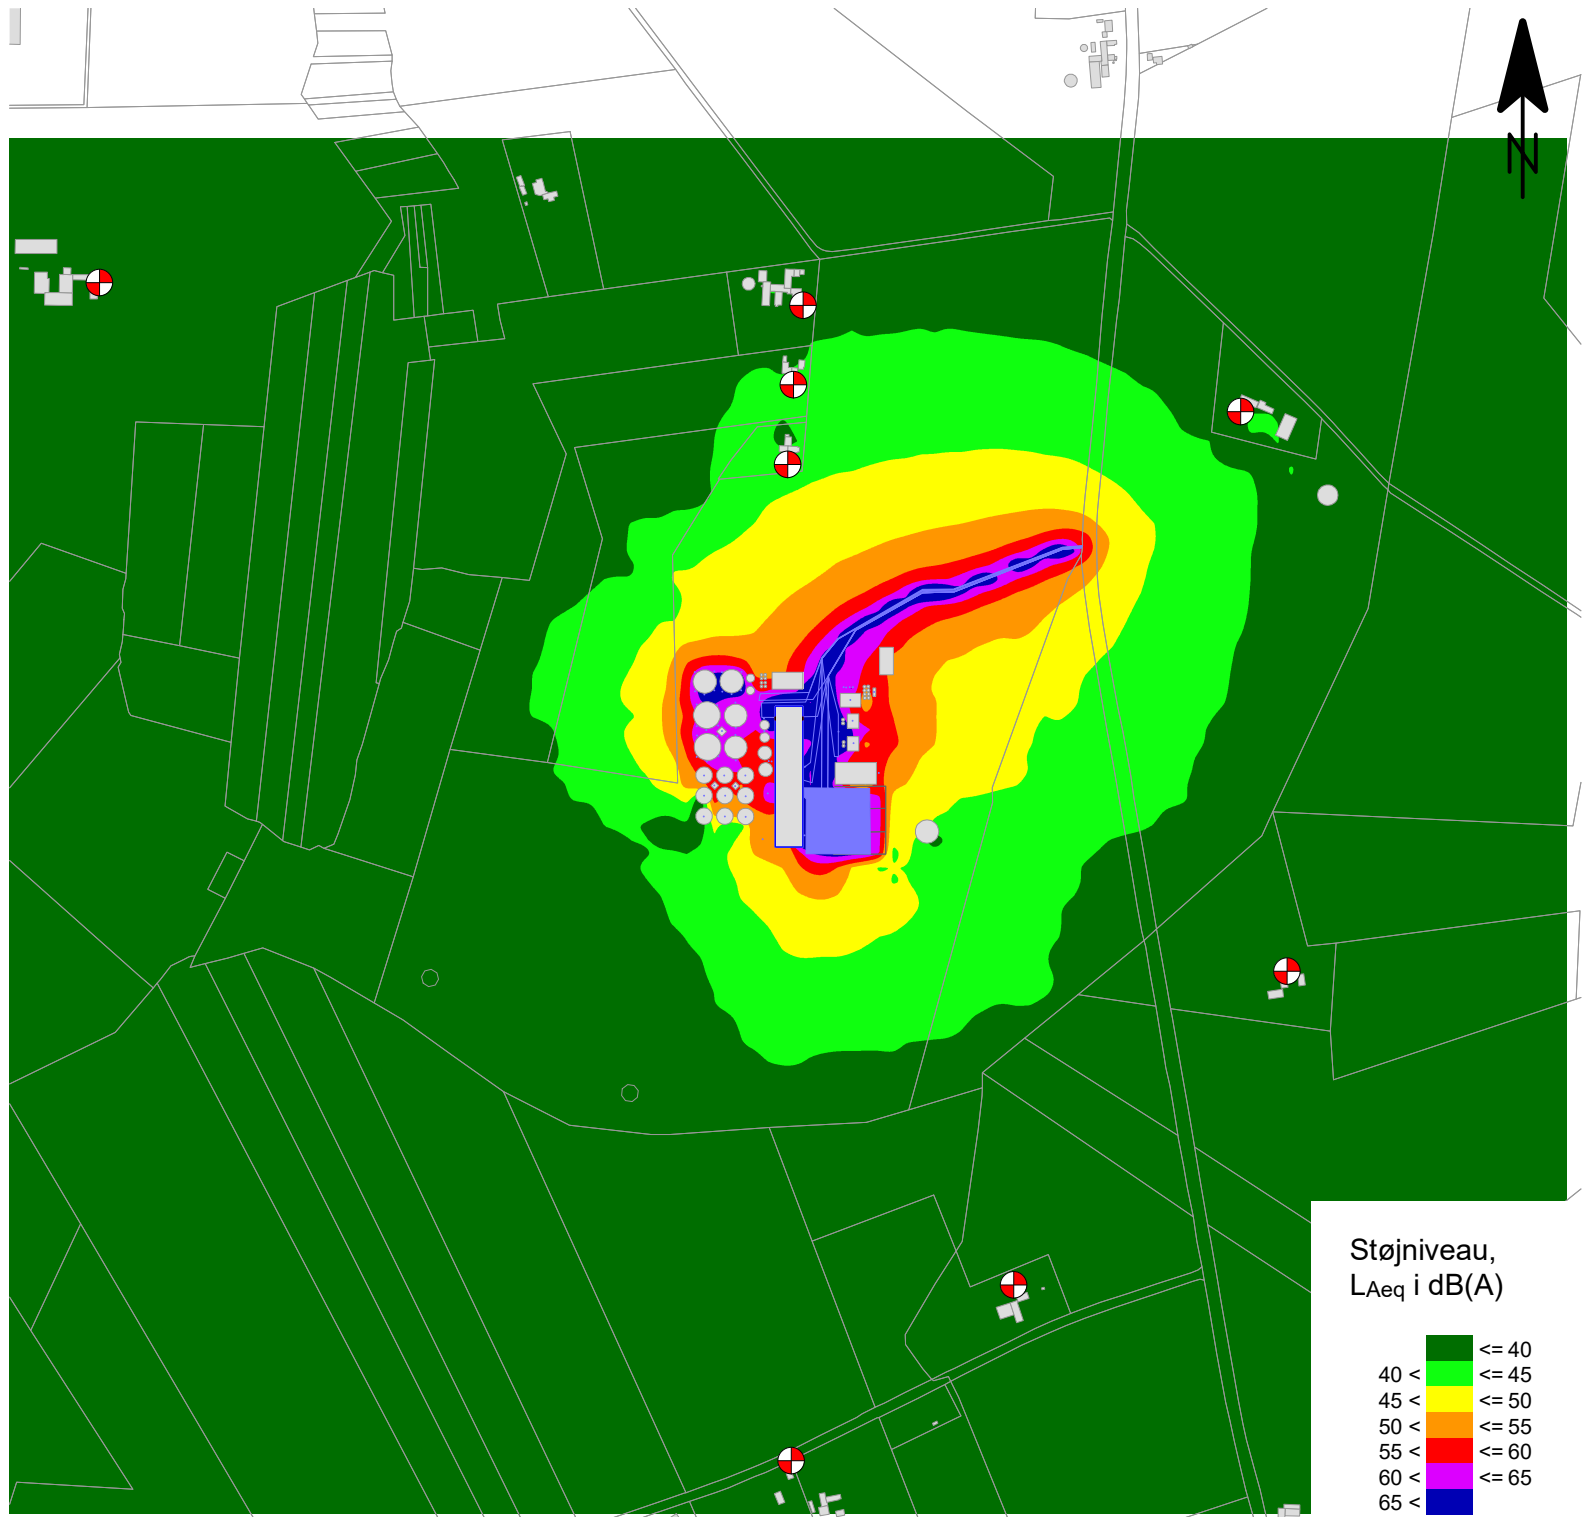 N
Støjniveau,
LAeq i dB(A)
<= 40
40 < <= 45
45 < <= 50
50 < <= 55
55 < <= 60
60 < <= 65
65 <